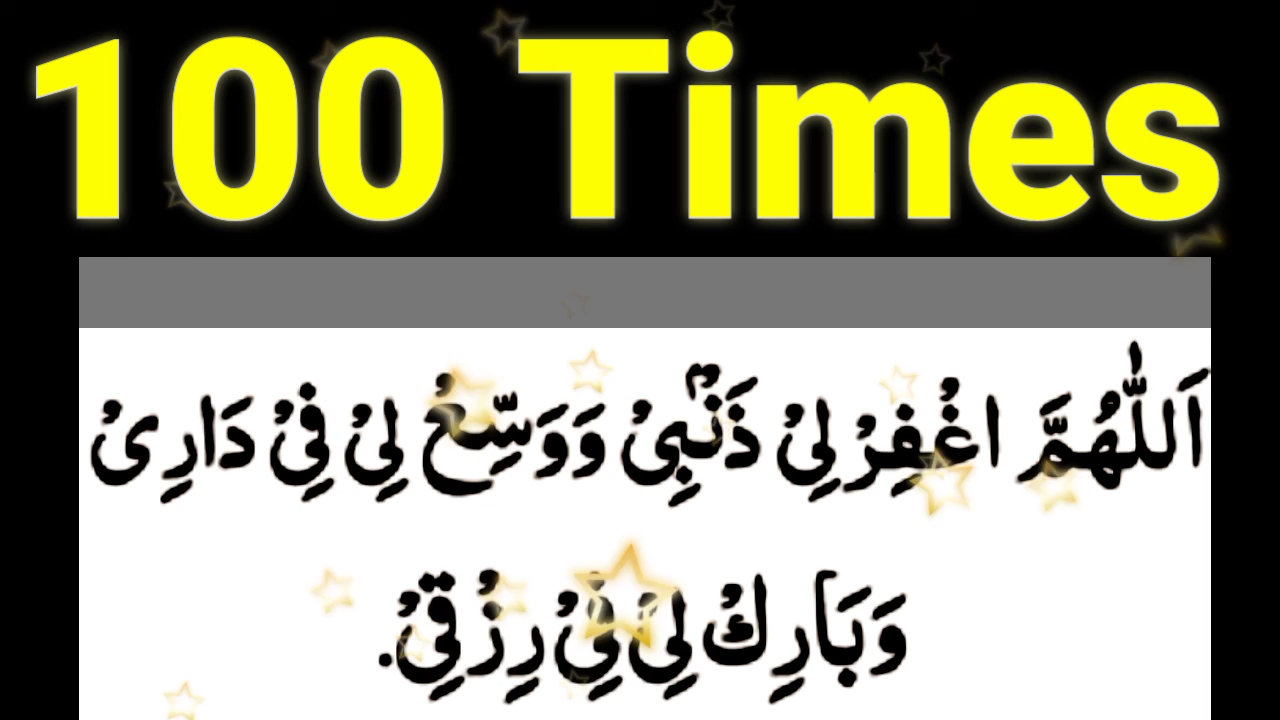 100 Times
اَللّٰهُمَّ اغْفِرْ لِيْ ذَنْۢبِيْ وَوَسِّعْ لِيْ فِيْ دَارِيْ
وَبَارِكْ لِيْ فِيْ رِزْقِيْ.